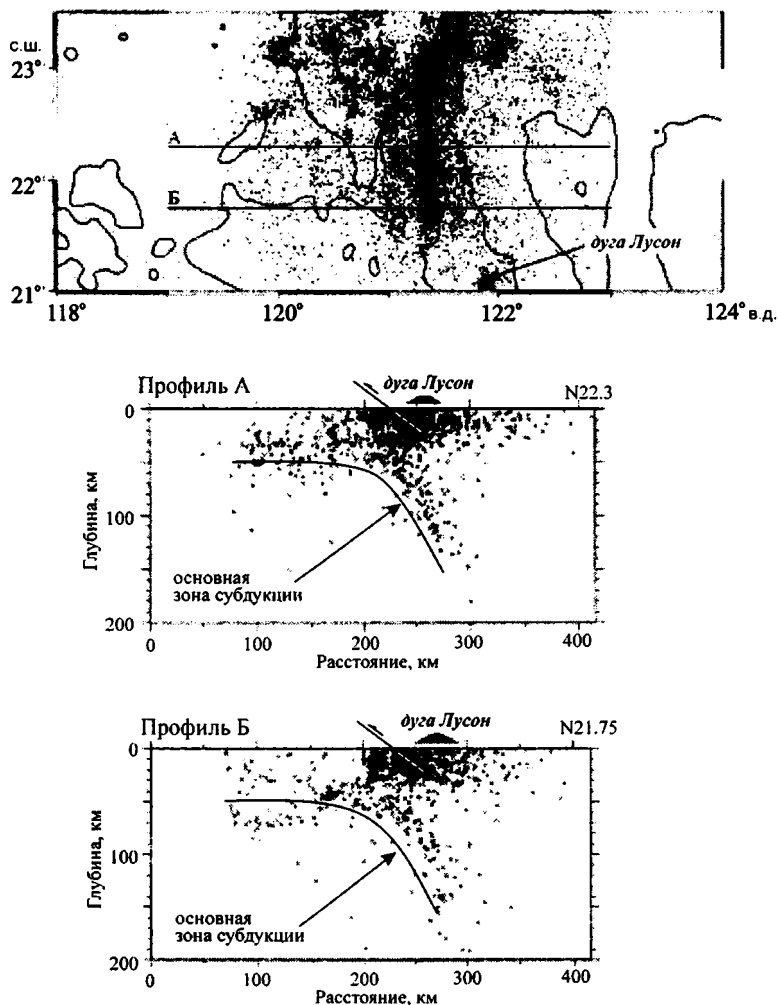 с.ш.
23°
А
22°
Б
дуга Лусон
21°
118° 120° 122° 124° в.д.
Профиль А дуга Лусон N22.3
0
Глубина, км
100
основная
зона субдукции
200
0 100 200 300 400
Расстояние, км
Профиль Б дуга Лусон N21.75
0
Глубина, км
100
основная
зона субдукции
200
0 100 200 300 400
Расстояние, км